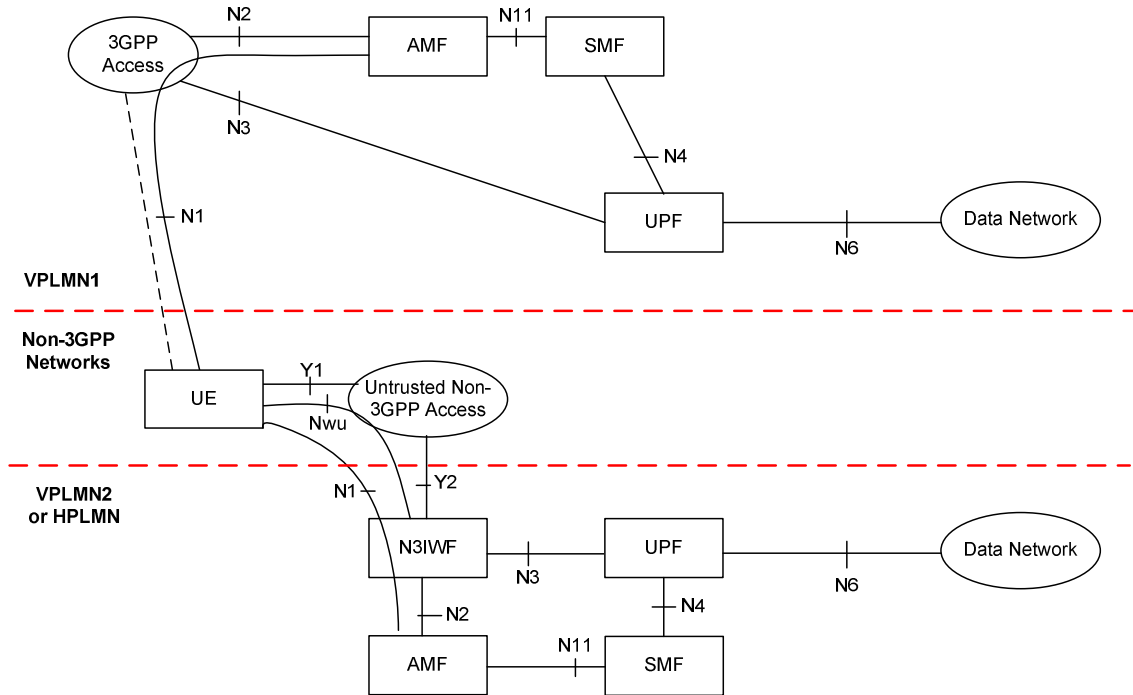 N2
N11
3GPP
Access
AMF
SMF
N3
N4
N1
UPF
N6
Data Network
VPLMN1
Non-3GPP
Networks
Y1
UE
Untrusted Non-
3GPP Access
Nwu
VPLMN2
or HPLMN
N1
Y2
N3IWF
UPF
Data Network
N3
N6
N2
N4
N11
AMF
SMF